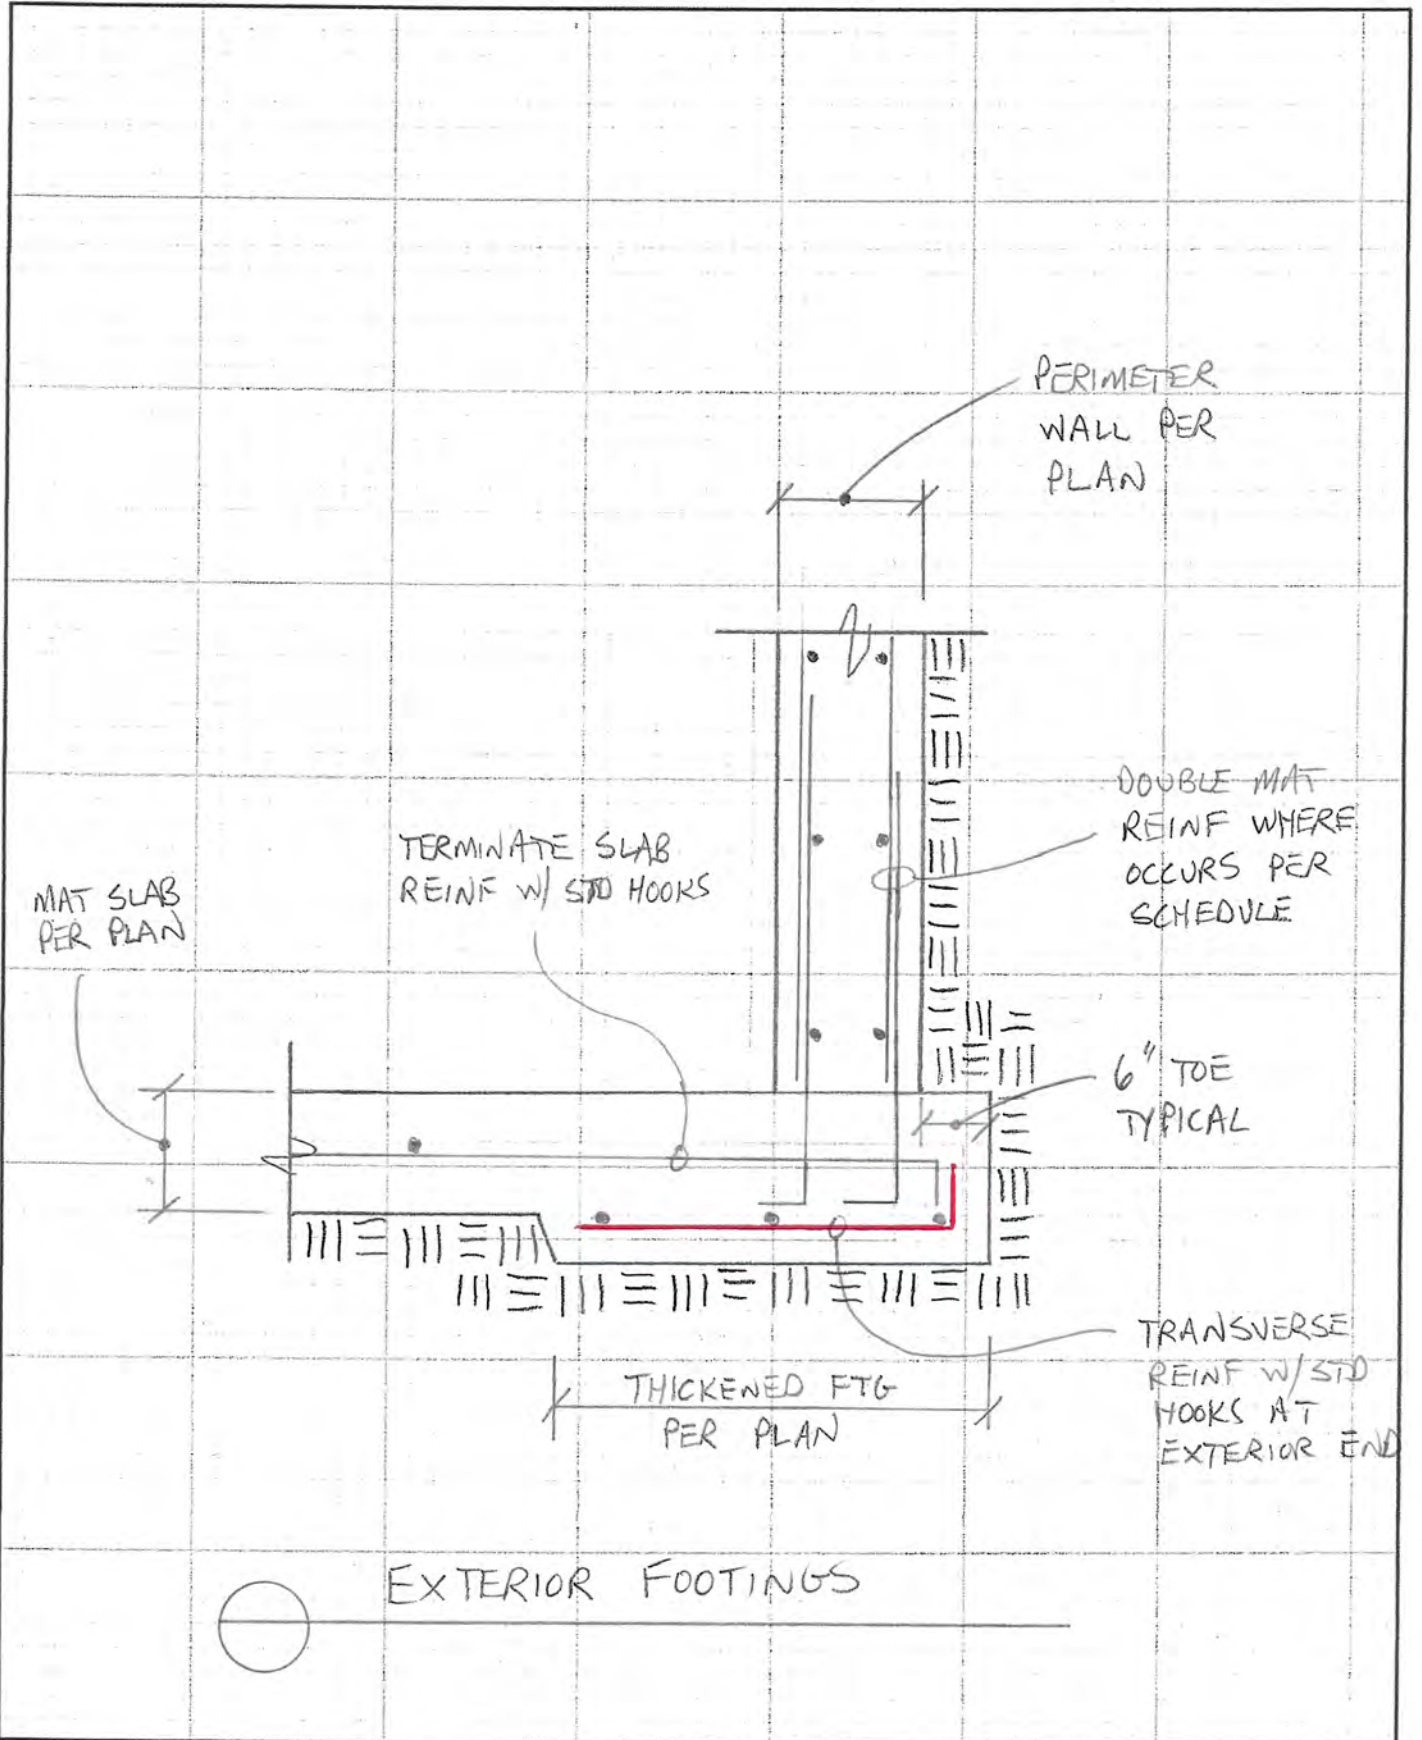 PERIMETER
WALL PER
PLAN
DOUBLE MAT
REINF WHERE
OCCURS PER
SCHEDULE
TERMINATE SLAB
REINF W/ STD HOOKS
MAT SLAB
PER PLAN
6" TOE
TYPICAL
TRANSVERSE
REINF W/ STD
HOOKS AT
EXTERIOR END
THICKENED FTG
PER PLAN
EXTERIOR FOOTINGS